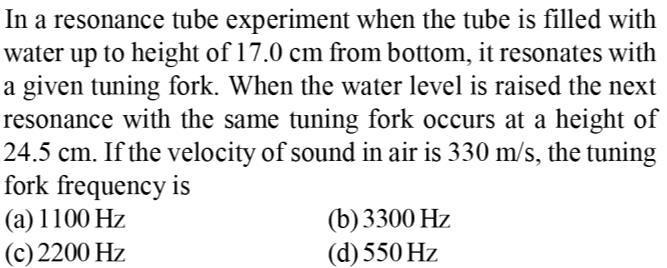 In a resonance tube experiment when the tube is filled with
water up to height of 17.0 cm from bottom, it resonates with
a given tuning fork. When the water level is raised the next
resonance with the same tuning fork occurs at a height of
24.5 cm. If the velocity of sound in air is 330 m/s, the tuning
fork frequency is
(a) 1100 Hz (b) 3300 Hz
(c) 2200 Hz (d) 550 Hz